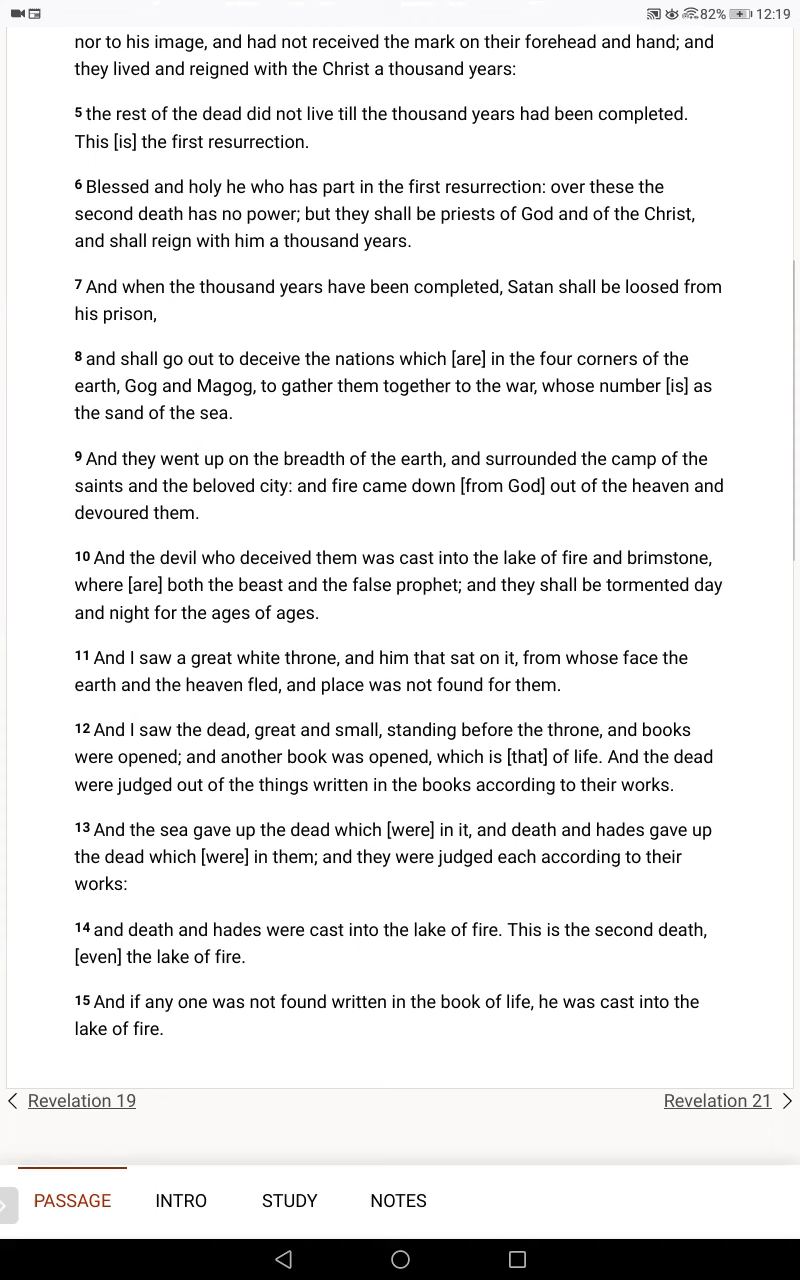 82% 12:19
nor to his image, and had not received the mark on their forehead and hand; and
they lived and reigned with the Christ a thousand years:
5 the rest of the dead did not live till the thousand years had been completed.
This [is] the first resurrection.
6 Blessed and holy he who has part in the first resurrection: over these the
second death has no power; but they shall be priests of God and of the Christ,
and shall reign with him a thousand years.
7 And when the thousand years have been completed, Satan shall be loosed from
his prison,
8 and shall go out to deceive the nations which [are] in the four corners of the
earth, Gog and Magog, to gather them together to the war, whose number [is] as
the sand of the sea.
9 And they went up on the breadth of the earth, and surrounded the camp of the
saints and the beloved city: and fire came down [from God] out of the heaven and
devoured them.
10 And the devil who deceived them was cast into the lake of fire and brimstone,
where [are] both the beast and the false prophet; and they shall be tormented day
and night for the ages of ages.
11 And I saw a great white throne, and him that sat on it, from whose face the
earth and the heaven fled, and place was not found for them.
12 And I saw the dead, great and small, standing before the throne, and books
were opened; and another book was opened, which is [that] of life. And the dead
were judged out of the things written in the books according to their works.
13 And the sea gave up the dead which [were] in it, and death and hades gave up
the dead which [were] in them; and they were judged each according to their
works:
14 and death and hades were cast into the lake of fire. This is the second death,
[even] the lake of fire.
15 And if any one was not found written in the book of life, he was cast into the
lake of fire.
Revelation 19 Revelation 21
PASSAGE INTRO STUDY NOTES